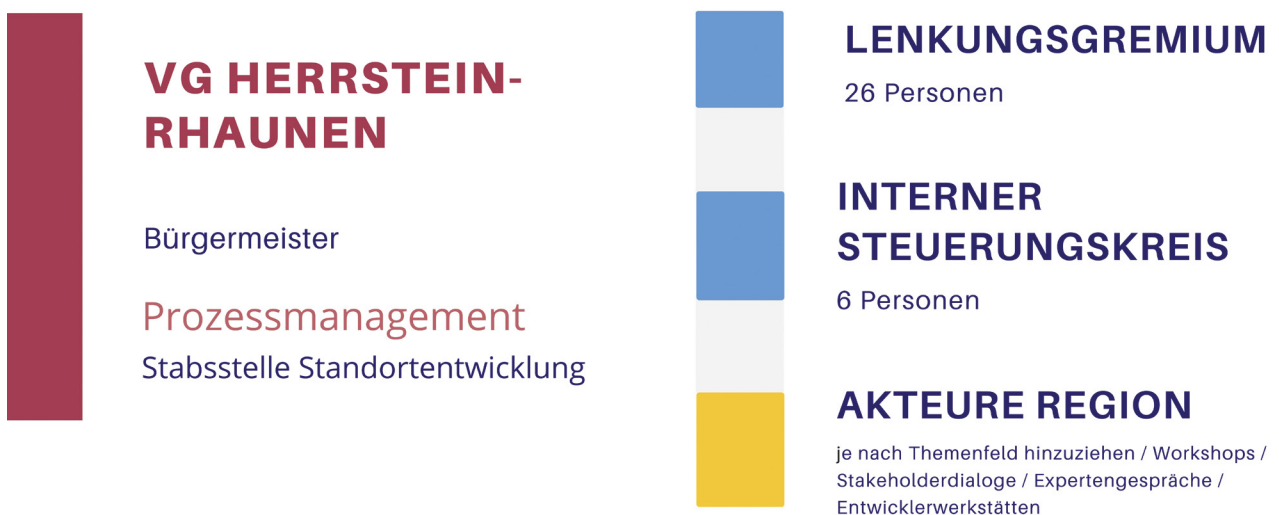 VG HERRSTEIN-
RHAUNEN
Bürgermeister
Prozessmanagement
Stabsstelle Standortentwicklung
LENKUNGSGREMIUM
26 Personen
INTERNER
STEUERUNGSKREIS
6 Personen
AKTEURE REGION
je nach Themenfeld hinzuziehen / Workshops /
Stakeholderdialoge / Expertengespräche /
Entwicklerwerkstätten